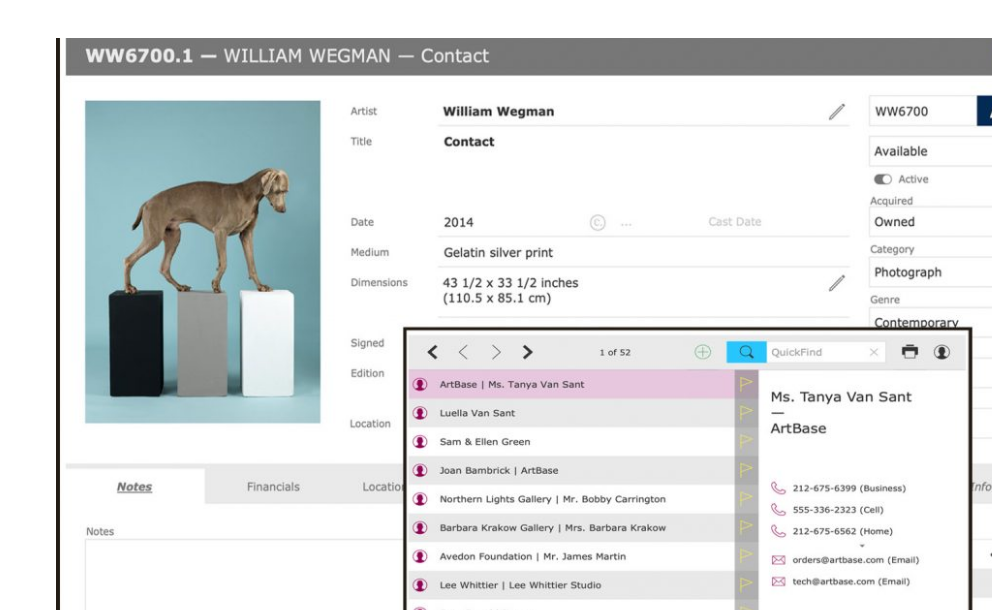 WW6700.1 — WILLIAM WEGMAN — Contact
Artist William Wegman
WW6700
Title Contact
Available
Active
Acquired
Date 2014 (C.) ... Cast Date
Owned
Medium Gelatin silver print
Category
Dimensions 43 1/2 x 33 1/2 inches
(110.5 x 85.1 cm)
Photograph
Genre
Contemporary
Signed
Edition
Location
1 of 52
QuickFind
ArtBase | Ms. Tanya Van Sant
Luella Van Sant
Sam & Ellen Green
Joan Bambrick | ArtBase
Northern Lights Gallery | Mr. Bobby Carrington
Barbara Krakow Gallery | Mrs. Barbara Krakow
Avedon Foundation | Mr. James Martin
Lee Whittier | Lee Whittier Studio
Ms. Tanya Van Sant
—
ArtBase
212-675-6399 (Business)
555-336-2323 (Cell)
212-675-6562 (Home)
orders@artbase.com (Email)
tech@artbase.com (Email)
Notes Financials Location
Info
Notes